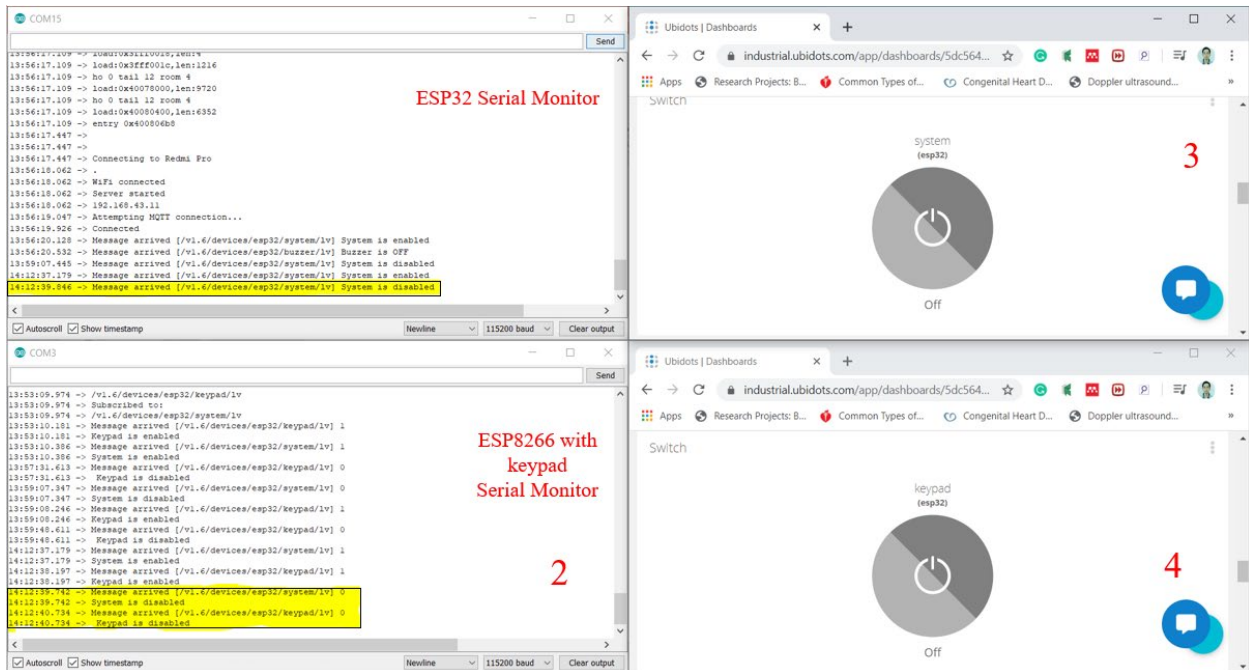 COM15
Send
13:56:17.109 -> load:0x3fff0018,len:4
13:56:17.109 -> load:0x3fff001c,len:1216
13:56:17.109 -> ho 0 tail 12 room 4
13:56:17.109 -> load:0x40078000,len:9720
13:56:17.109 -> ho 0 tail 12 room 4
13:56:17.109 -> load:0x40080400,len:6352
13:56:17.109 -> entry 0x400806b8
13:56:17.447 ->
13:56:17.447 ->
13:56:17.447 -> Connecting to Redmi Pro
13:56:18.062 -> .
13:56:18.062 -> WiFi connected
13:56:18.062 -> Server started
13:56:18.062 -> 192.168.43.11
13:56:19.047 -> Attempting MQTT connection...
13:56:19.926 -> Connected
13:56:20.128 -> Message arrived [/v1.6/devices/esp32/system/lv] System is enabled
13:56:20.532 -> Message arrived [/v1.6/devices/esp32/buzzer/lv] Buzzer is OFF
13:59:07.445 -> Message arrived [/v1.6/devices/esp32/system/lv] System is disabled
14:12:37.179 -> Message arrived [/v1.6/devices/esp32/system/lv] System is enabled
14:12:39.846 -> Message arrived [/v1.6/devices/esp32/system/lv] System is disabled
ESP32 Serial Monitor
Autoscroll Show timestamp Newline 115200 baud Clear output
Ubidots | Dashboards
industrial.ubidots.com/app/dashboards/5dc564...
Apps Research Projects: B... Common Types of... Congenital Heart D... Doppler ultrasound... »
Switch
system
(esp32)
3
Off
COM3
Send
13:53:09.974 -> /v1.6/devices/esp32/keypad/lv
13:53:09.974 -> Subscribed to:
13:53:09.974 -> /v1.6/devices/esp32/system/lv
13:53:10.181 -> Message arrived [/v1.6/devices/esp32/keypad/lv] 1
13:53:10.181 -> Keypad is enabled
13:53:10.386 -> Message arrived [/v1.6/devices/esp32/system/lv] 1
13:53:10.386 -> System is enabled
13:57:31.613 -> Message arrived [/v1.6/devices/esp32/keypad/lv] 0
13:57:31.613 -> Keypad is disabled
13:59:07.347 -> Message arrived [/v1.6/devices/esp32/system/lv] 0
13:59:07.347 -> System is disabled
13:59:08.246 -> Message arrived [/v1.6/devices/esp32/keypad/lv] 1
13:59:08.246 -> Keypad is enabled
13:59:48.611 -> Message arrived [/v1.6/devices/esp32/keypad/lv] 0
13:59:48.611 -> Keypad is disabled
14:12:37.179 -> Message arrived [/v1.6/devices/esp32/system/lv] 1
14:12:37.179 -> System is enabled
14:12:38.197 -> Message arrived [/v1.6/devices/esp32/keypad/lv] 1
14:12:38.197 -> Keypad is enabled
14:12:39.742 -> Message arrived [/v1.6/devices/esp32/system/lv] 0
14:12:39.742 -> System is disabled
14:12:40.734 -> Message arrived [/v1.6/devices/esp32/keypad/lv] 0
14:12:40.734 -> Keypad is disabled
ESP8266 with
keypad
Serial Monitor
2
Autoscroll Show timestamp Newline 115200 baud Clear output
Ubidots | Dashboards
industrial.ubidots.com/app/dashboards/5dc564...
Apps Research Projects: B... Common Types of... Congenital Heart D... Doppler ultrasound... »
Switch
keypad
(esp32)
4
Off